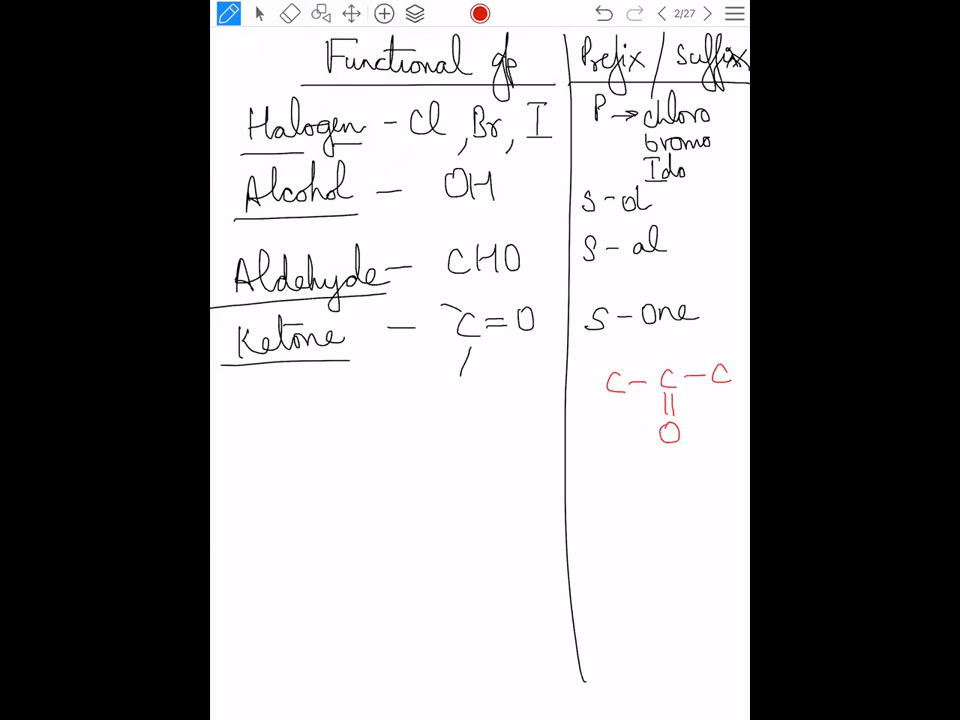 2/27
Functional gp Prefix / Suffix
Halogen - Cl, Br, I P → chloro
bromo
Ido
Alcohol - OH S - ol
Aldehyde - CHO S - al
Ketone - C = O S - one
C - C - C
O